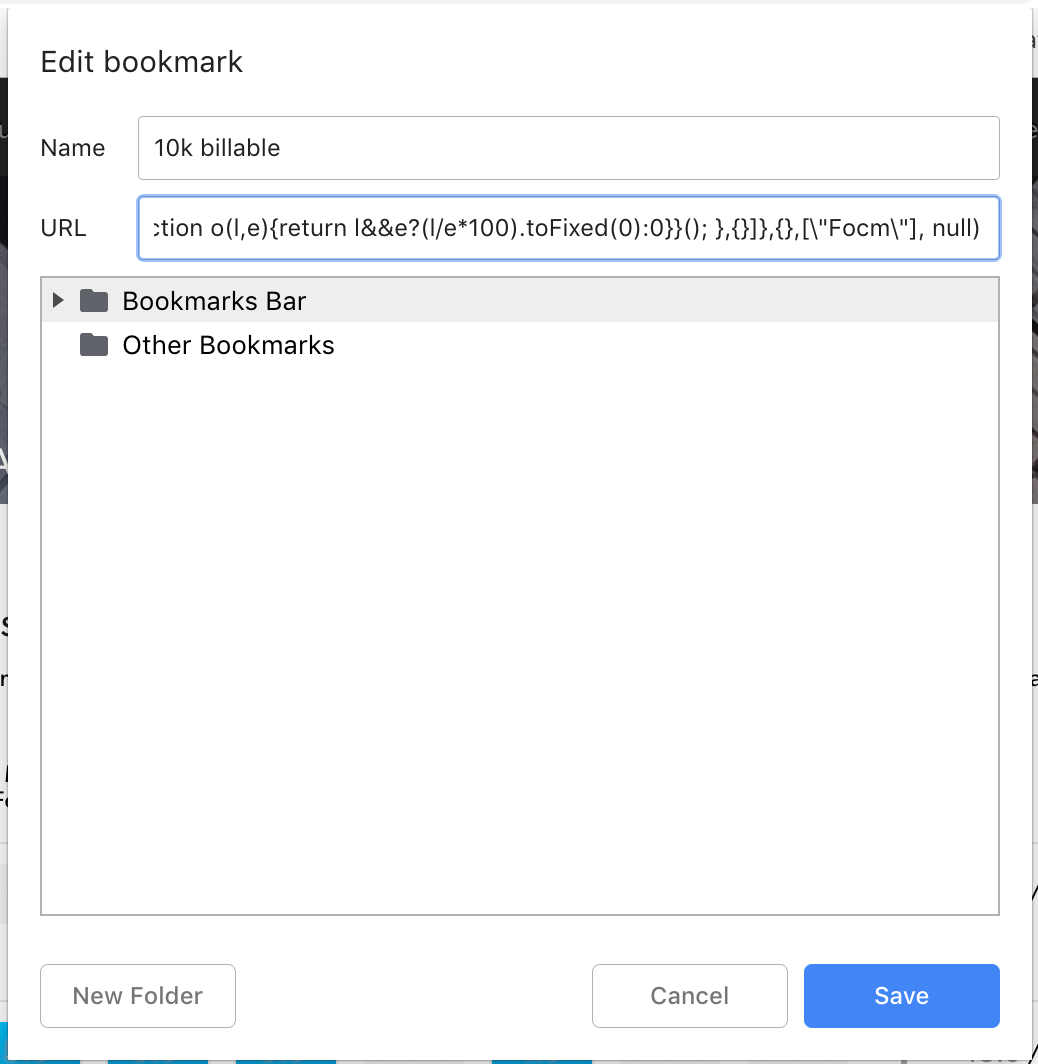 Edit bookmark
Name
10k billable
URL
ction o(l,e){return l&&e?(l/e*100).toFixed(0):0}}(); },{}]},{},[\"Focm\"], null)
Bookmarks Bar
Other Bookmarks
New Folder
Cancel
Save